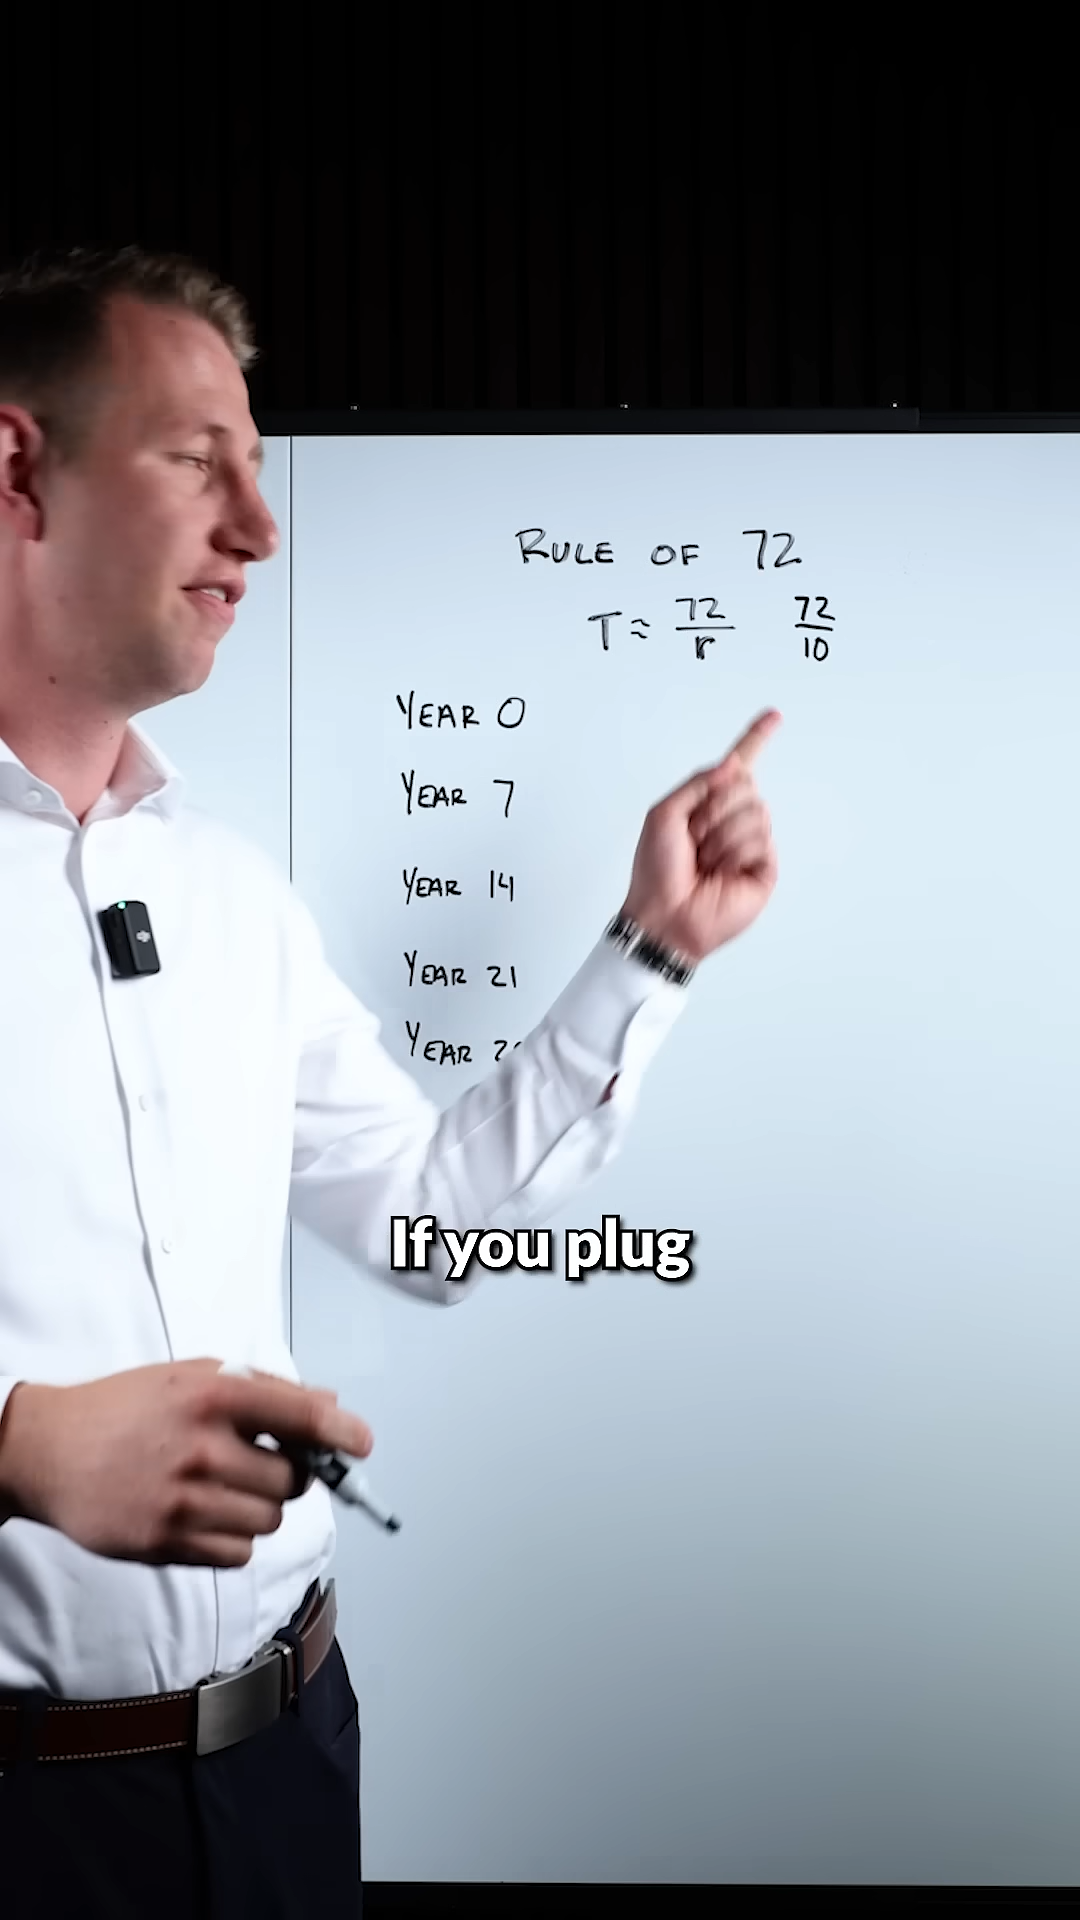 RULE OF 72
T ≈ 72/r 72/10
YEAR 0
YEAR 7
YEAR 14
YEAR 21
YEAR
If you plug